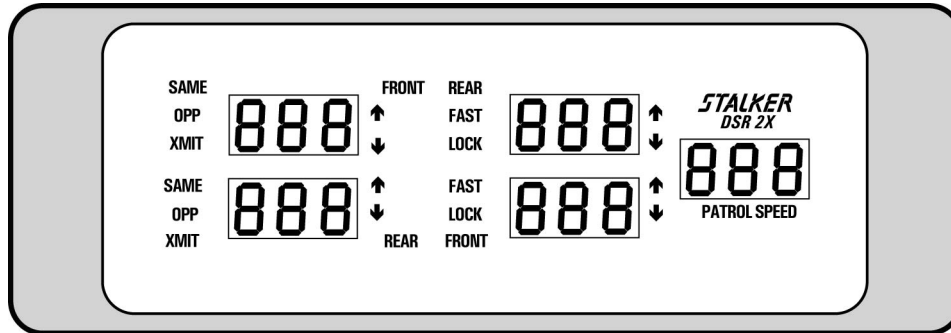 SAME 888 FRONT REAR 888
OPP FAST
XMIT LOCK
SAME 888 FAST 888
OPP LOCK
XMIT REAR FRONT
STALKER
DSR 2X
888
PATROL SPEED